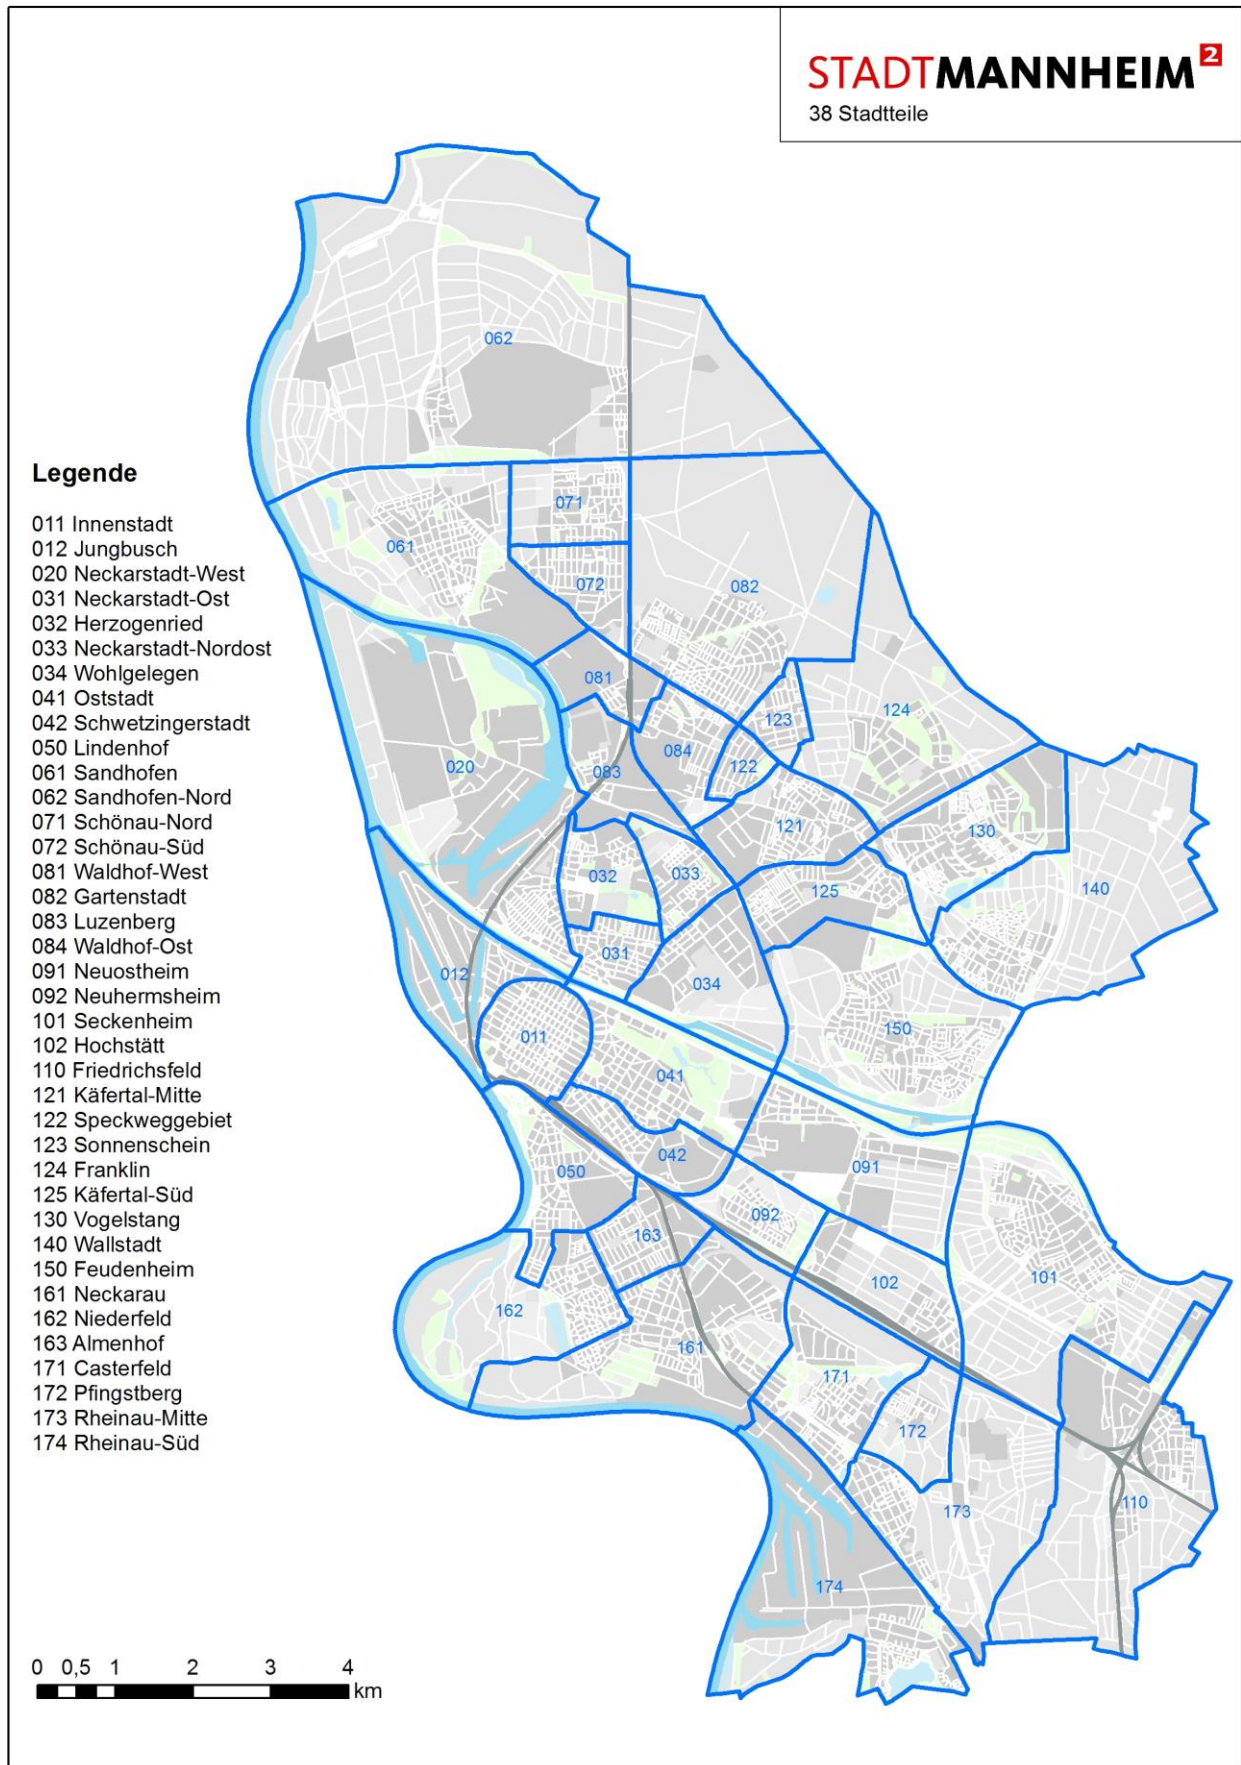 STADTMANNHEIM²
38 Stadtteile
062
071
061
072
082
081
123
124
084
020
083
122
121
130
032
033
125
140
031
012
034
011
150
041
042
091
050
092
163
101
102
162
161
171
172
173
110
174
Legende
011 Innenstadt
012 Jungbusch
020 Neckarstadt-West
031 Neckarstadt-Ost
032 Herzogenried
033 Neckarstadt-Nordost
034 Wohlgelegen
041 Oststadt
042 Schwetzingerstadt
050 Lindenhof
061 Sandhofen
062 Sandhofen-Nord
071 Schönau-Nord
072 Schönau-Süd
081 Waldhof-West
082 Gartenstadt
083 Luzenberg
084 Waldhof-Ost
091 Neuostheim
092 Neuhermsheim
101 Seckenheim
102 Hochstätt
110 Friedrichsfeld
121 Käfertal-Mitte
122 Speckweggebiet
123 Sonnenschein
124 Franklin
125 Käfertal-Süd
130 Vogelstang
140 Wallstadt
150 Feudenheim
161 Neckarau
162 Niederfeld
163 Almenhof
171 Casterfeld
172 Pfingstberg
173 Rheinau-Mitte
174 Rheinau-Süd
0 0,5 1 2 3 4
km